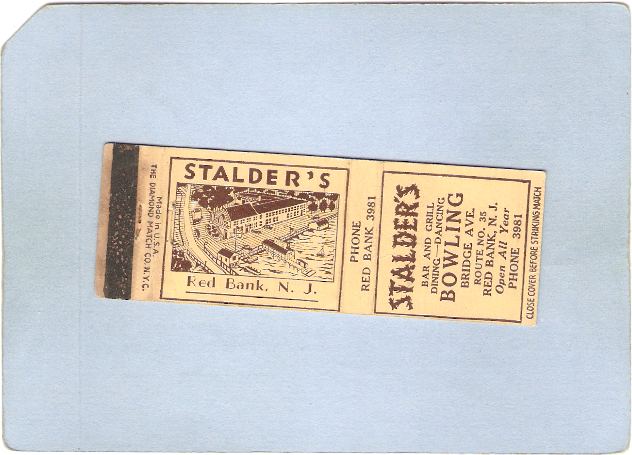 STALDER'S
Red Bank, N. J.
PHONE
RED BANK 3981
STALDER'S
BAR AND GRILL
DINING—DANCING
BOWLING
BRIDGE AVE.
ROUTE NO. 35
RED BANK, N. J.
Open All Year
PHONE 3981
CLOSE COVER BEFORE STRIKING MATCH
Made in U.S.A.
THE DIAMOND MATCH CO. N.Y.C.